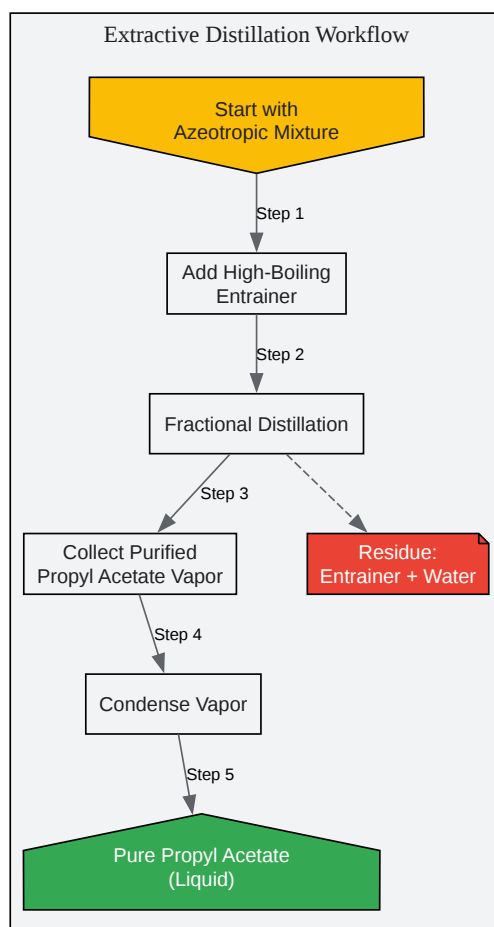 Extractive Distillation Workflow
Start with
Azeotropic Mixture
Step 1
Add High-Boiling
Entrainer
Step 2
Fractional Distillation
Step 3
Collect Purified
Propyl Acetate Vapor
Residue:
Entrainer + Water
Step 4
Condense Vapor
Step 5
Pure Propyl Acetate
(Liquid)